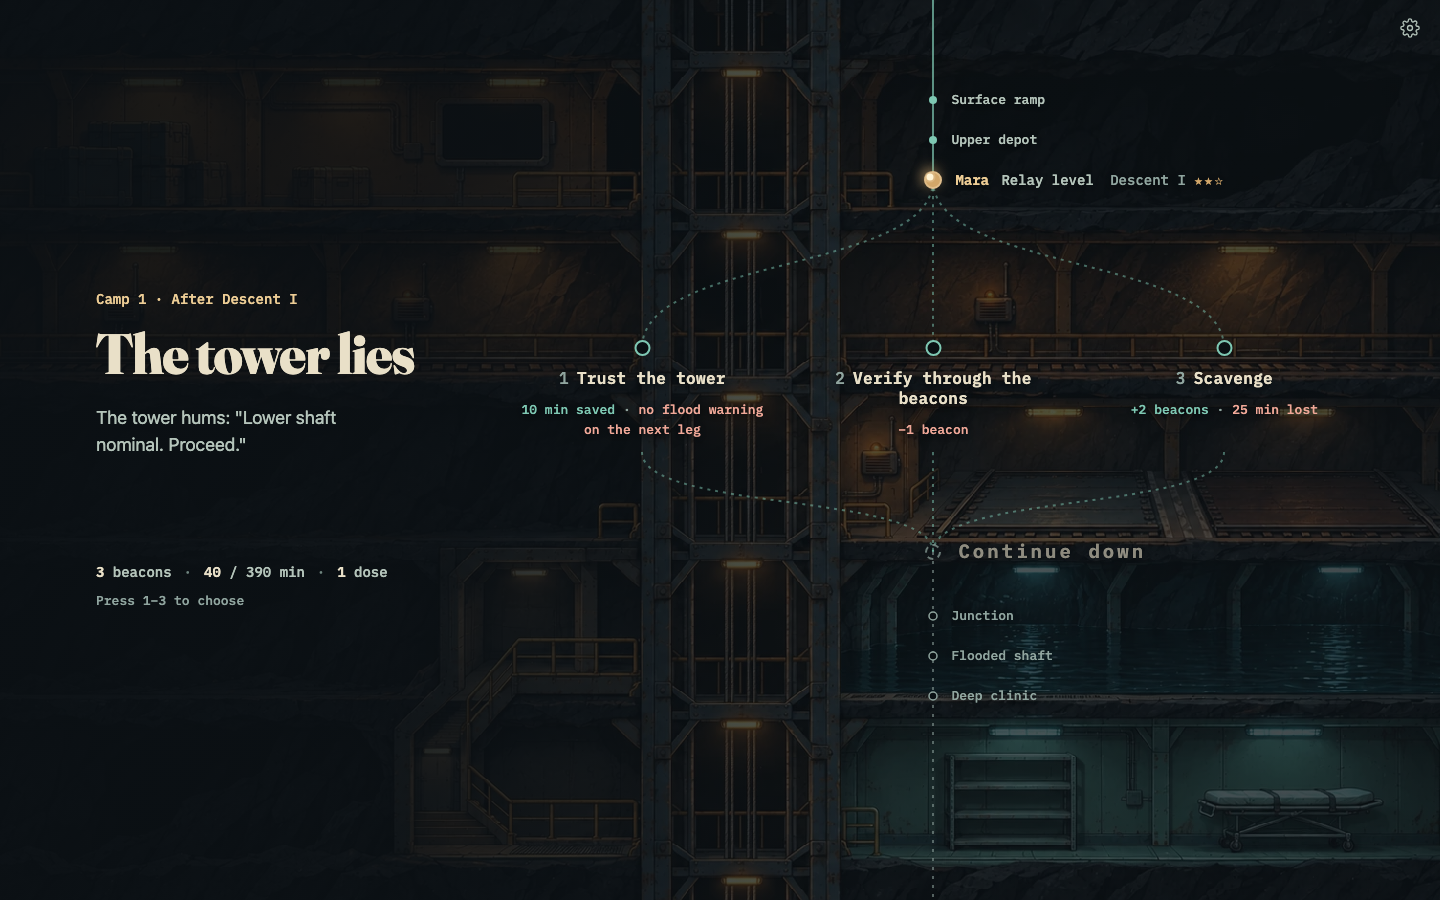 Surface ramp
Upper depot
Mara Relay level Descent I ★★☆
Camp 1 · After Descent I
The tower lies
The tower hums: "Lower shaft
nominal. Proceed."
1 Trust the tower
10 min saved · no flood warning
on the next leg
2 Verify through the
beacons
−1 beacon
3 Scavenge
+2 beacons · 25 min lost
Continue down
3 beacons · 40 / 390 min · 1 dose
Press 1–3 to choose
Junction
Flooded shaft
Deep clinic